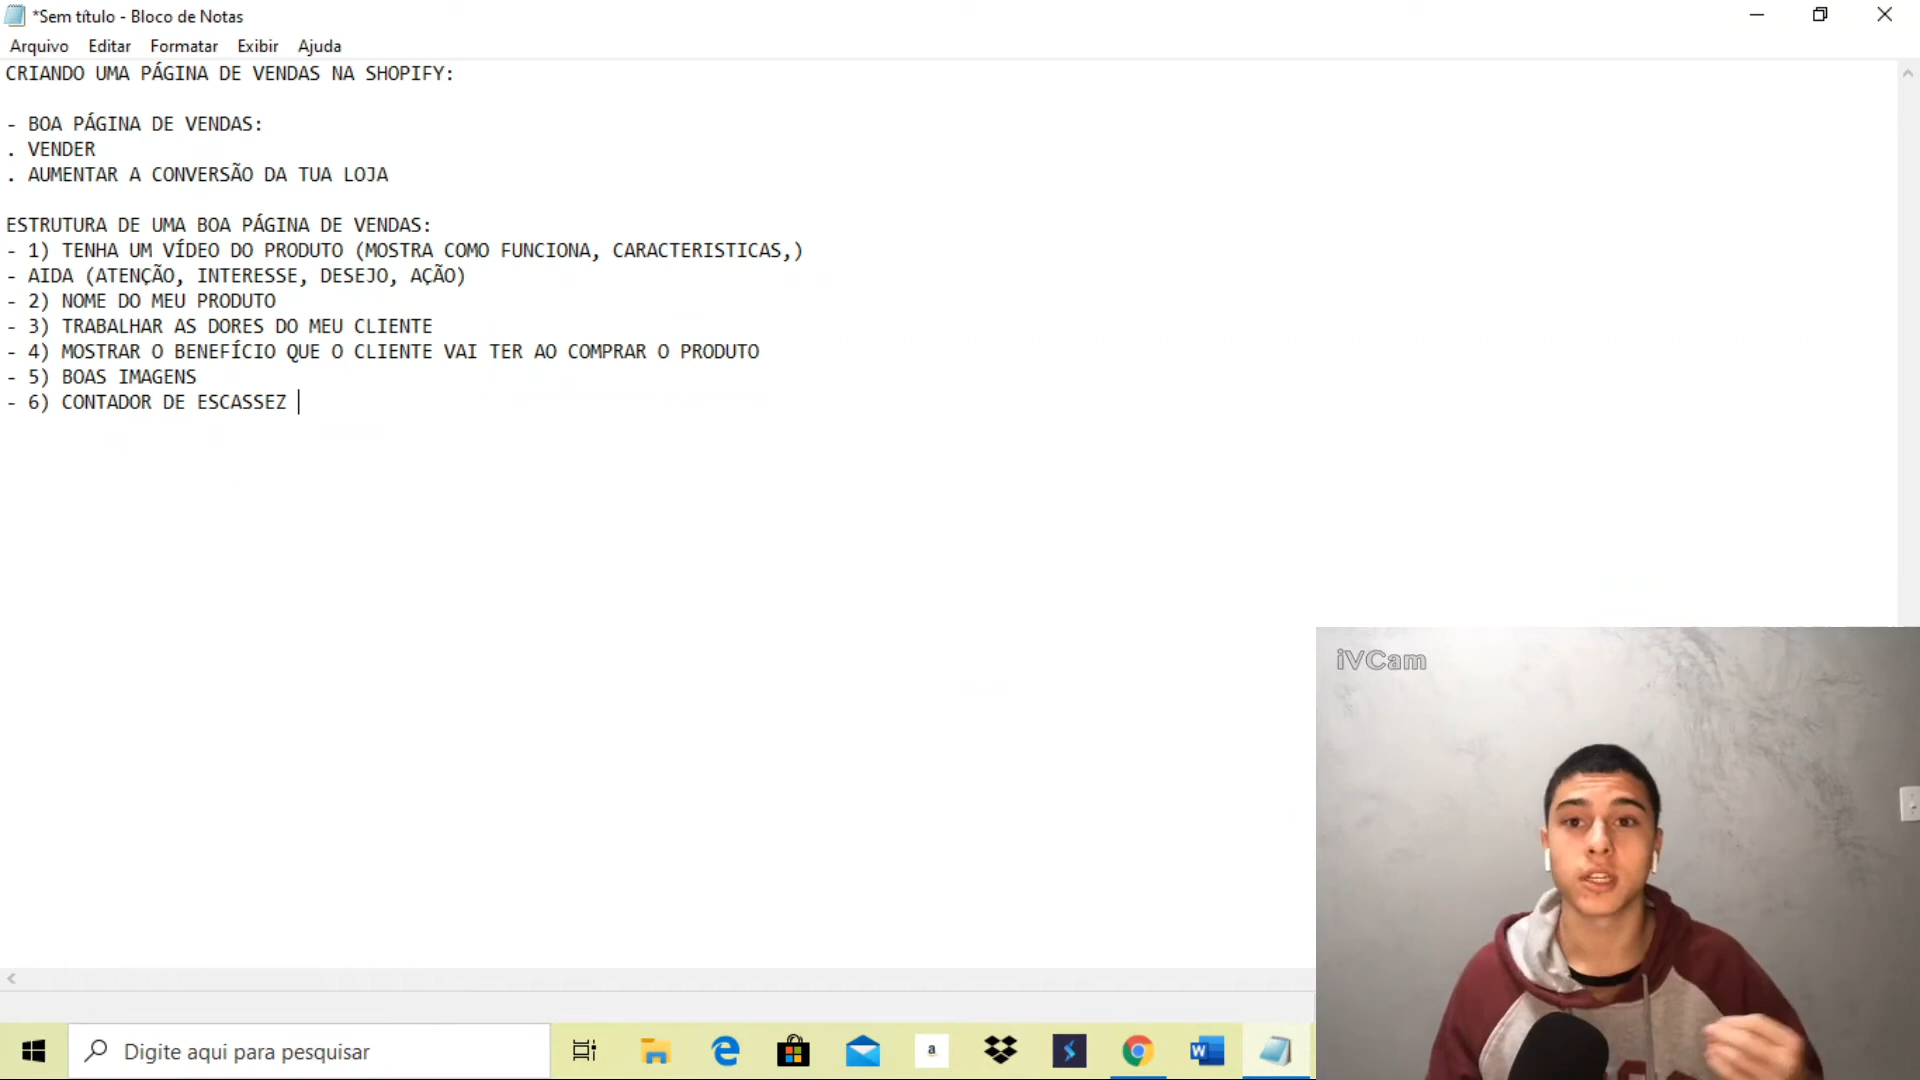 *Sem título - Bloco de Notas
Arquivo Editar Formatar Exibir Ajuda
CRIANDO UMA PÁGINA DE VENDAS NA SHOPIFY:
- BOA PÁGINA DE VENDAS:
. VENDER
. AUMENTAR A CONVERSÃO DA TUA LOJA
ESTRUTURA DE UMA BOA PÁGINA DE VENDAS:
- 1) TENHA UM VÍDEO DO PRODUTO (MOSTRA COMO FUNCIONA, CARACTERISTICAS,)
- AIDA (ATENÇÃO, INTERESSE, DESEJO, AÇÃO)
- 2) NOME DO MEU PRODUTO
- 3) TRABALHAR AS DORES DO MEU CLIENTE
- 4) MOSTRAR O BENEFÍCIO QUE O CLIENTE VAI TER AO COMPRAR O PRODUTO
- 5) BOAS IMAGENS
- 6) CONTADOR DE ESCASSEZ
iVCam
Digite aqui para pesquisar
a
W